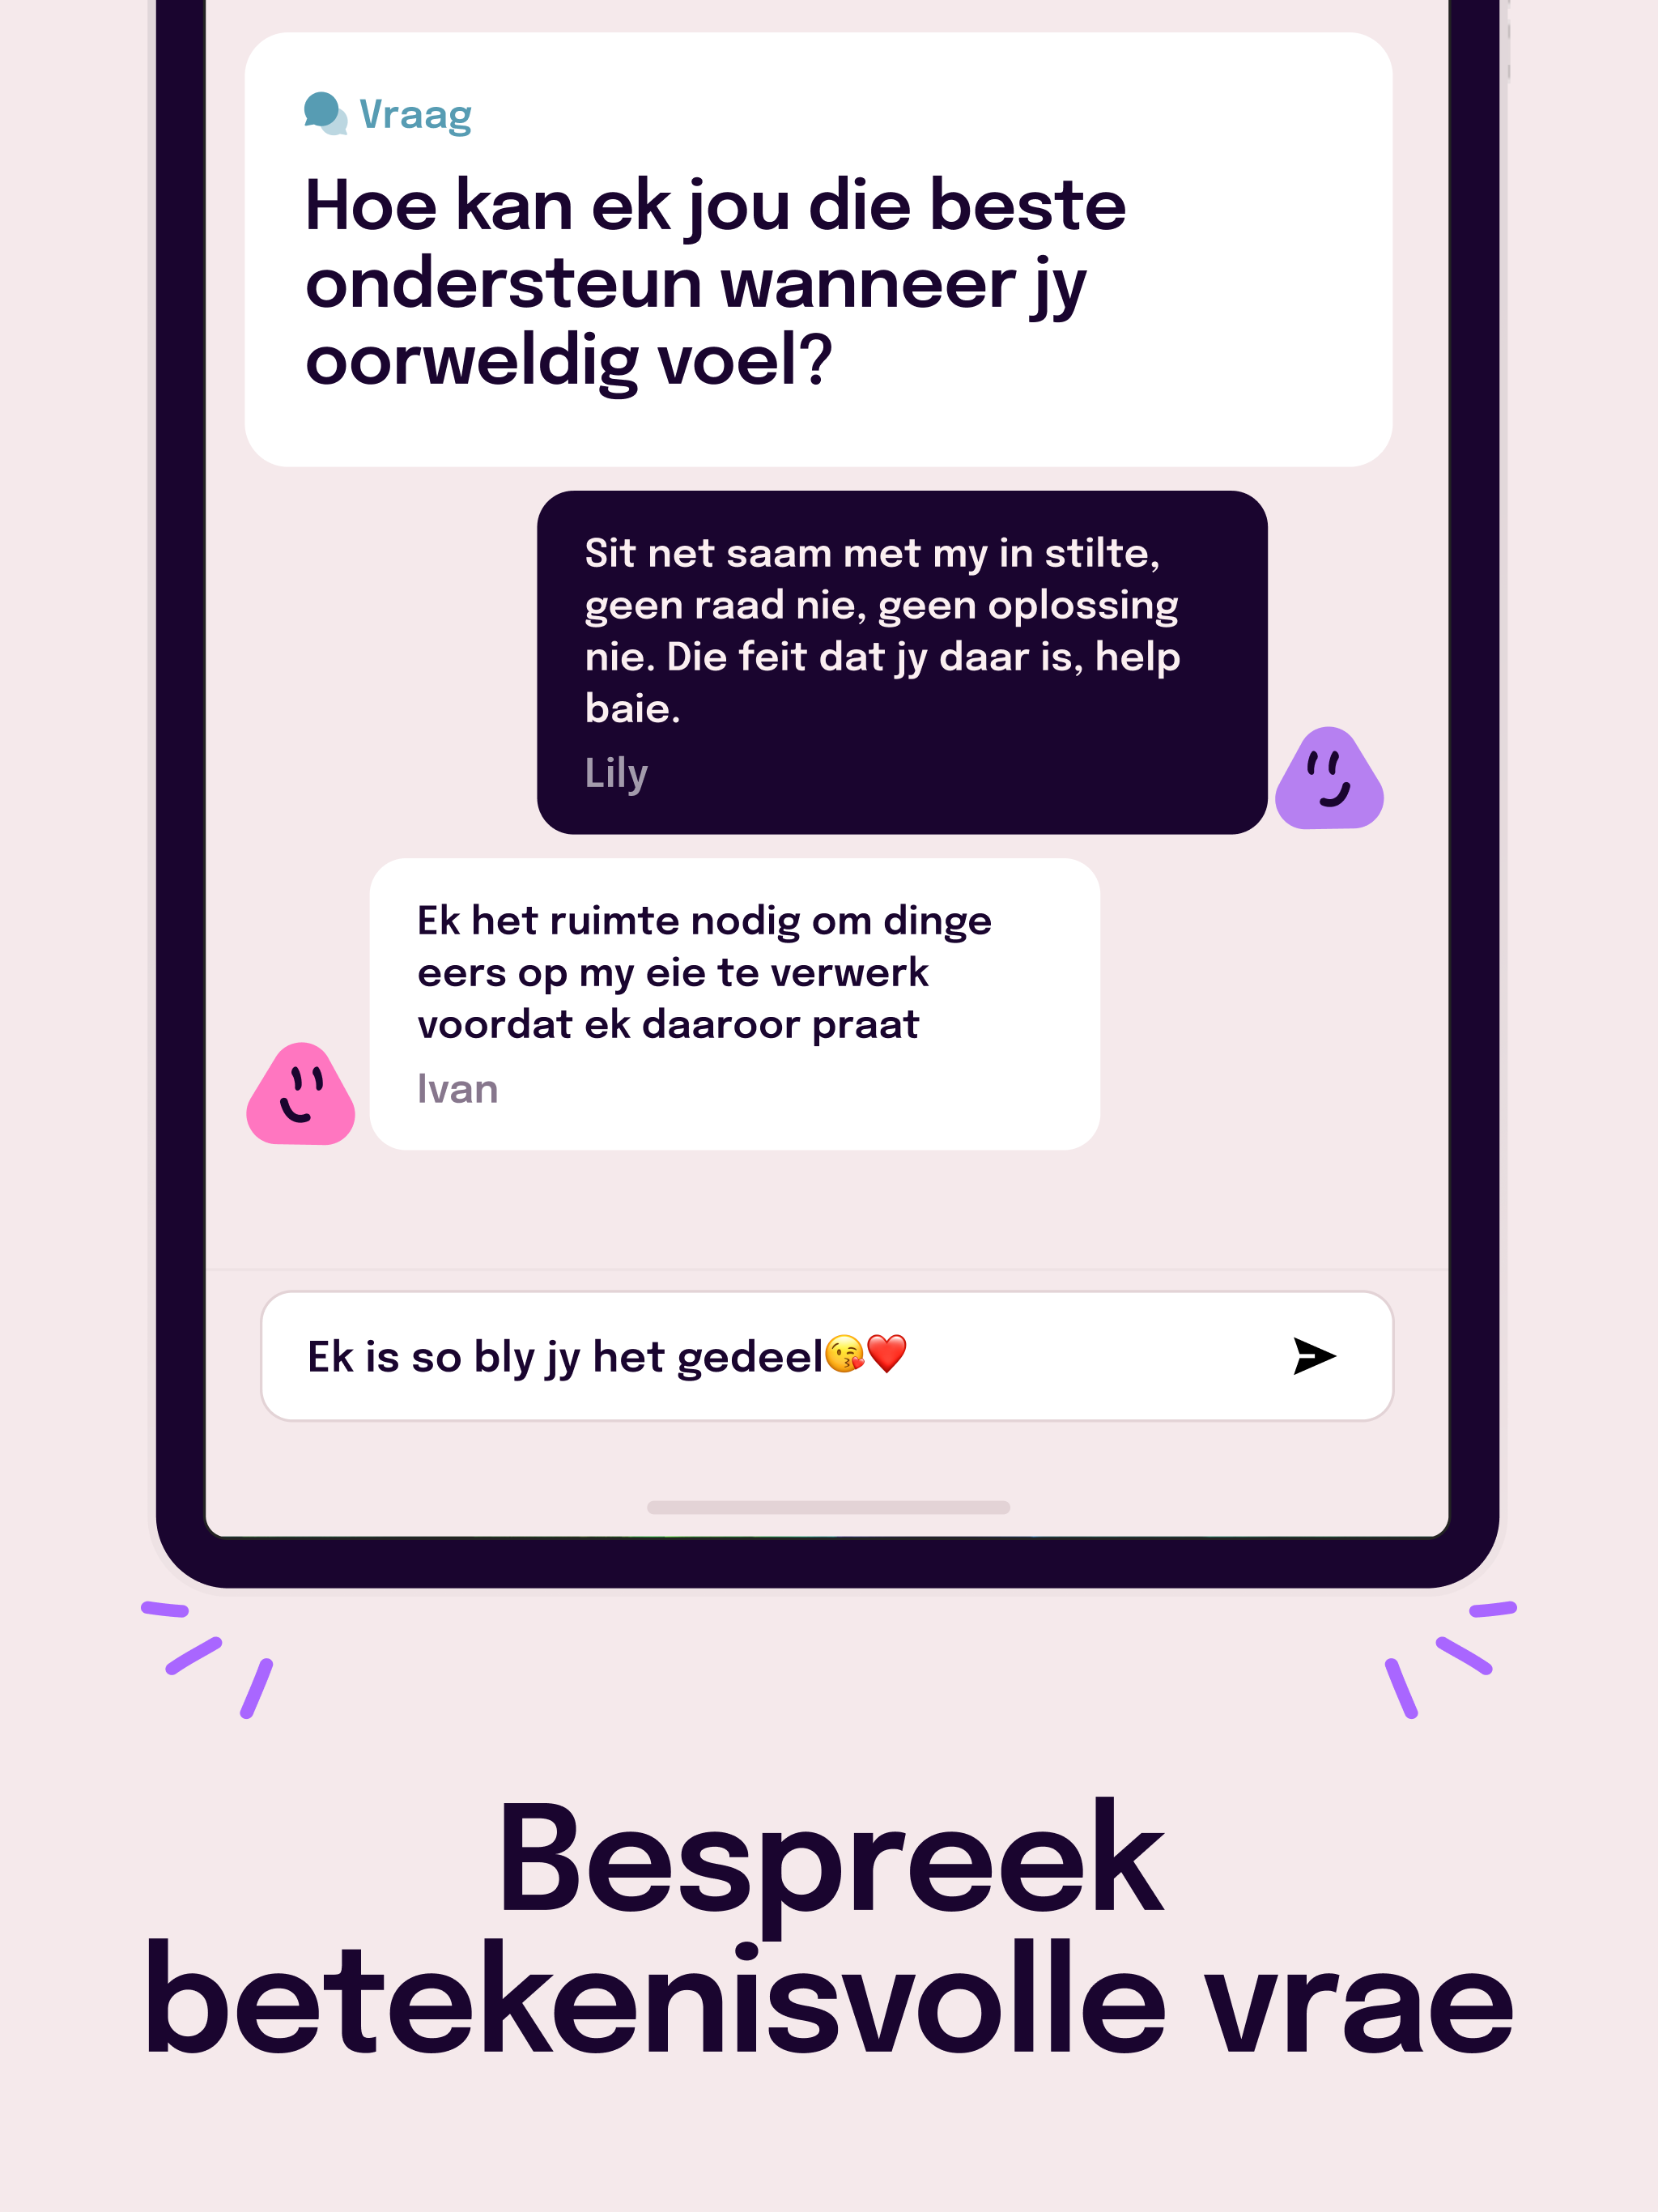 Vraag
Hoe kan ek jou die beste
ondersteun wanneer jy
oorweldig voel?
Sit net saam met my in stilte,
geen raad nie, geen oplossing
nie. Die feit dat jy daar is, help
baie.
Lily
Ek het ruimte nodig om dinge
eers op my eie te verwerk
voordat ek daaroor praat
Ivan
Ek is so bly jy het gedeel😘❤️
Bespreek
betekenisvolle vrae